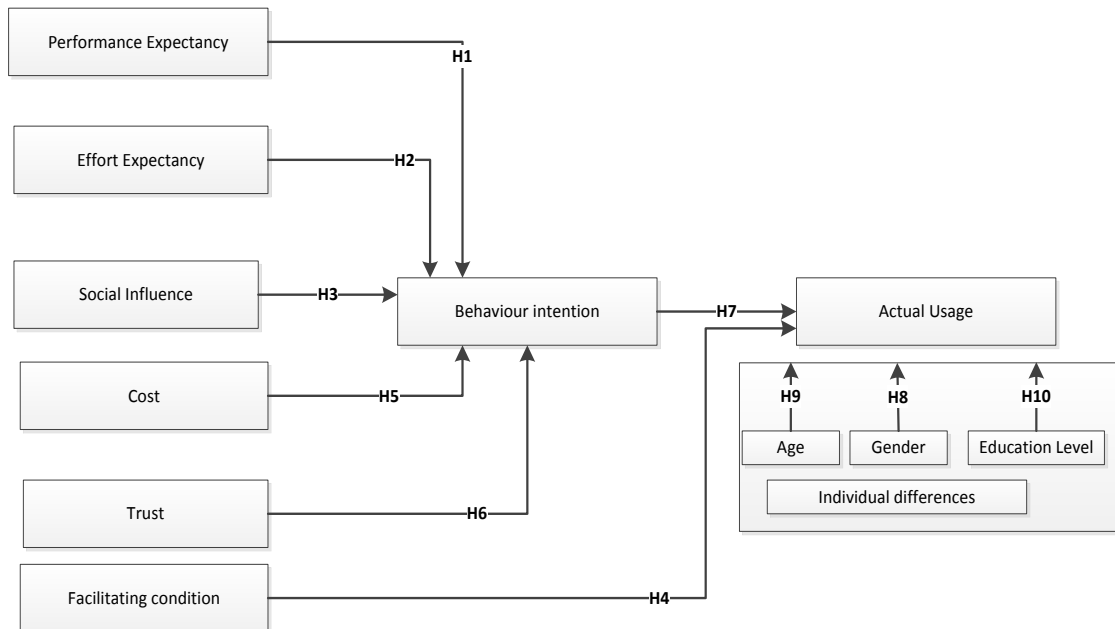 Performance Expectancy
H1
Effort Expectancy
H2
Social Influence
H3
Behaviour intention
H7
Actual Usage
Cost
H5
H9
H8
H10
Age
Gender
Education Level
Individual differences
Trust
H6
Facilitating condition
H4